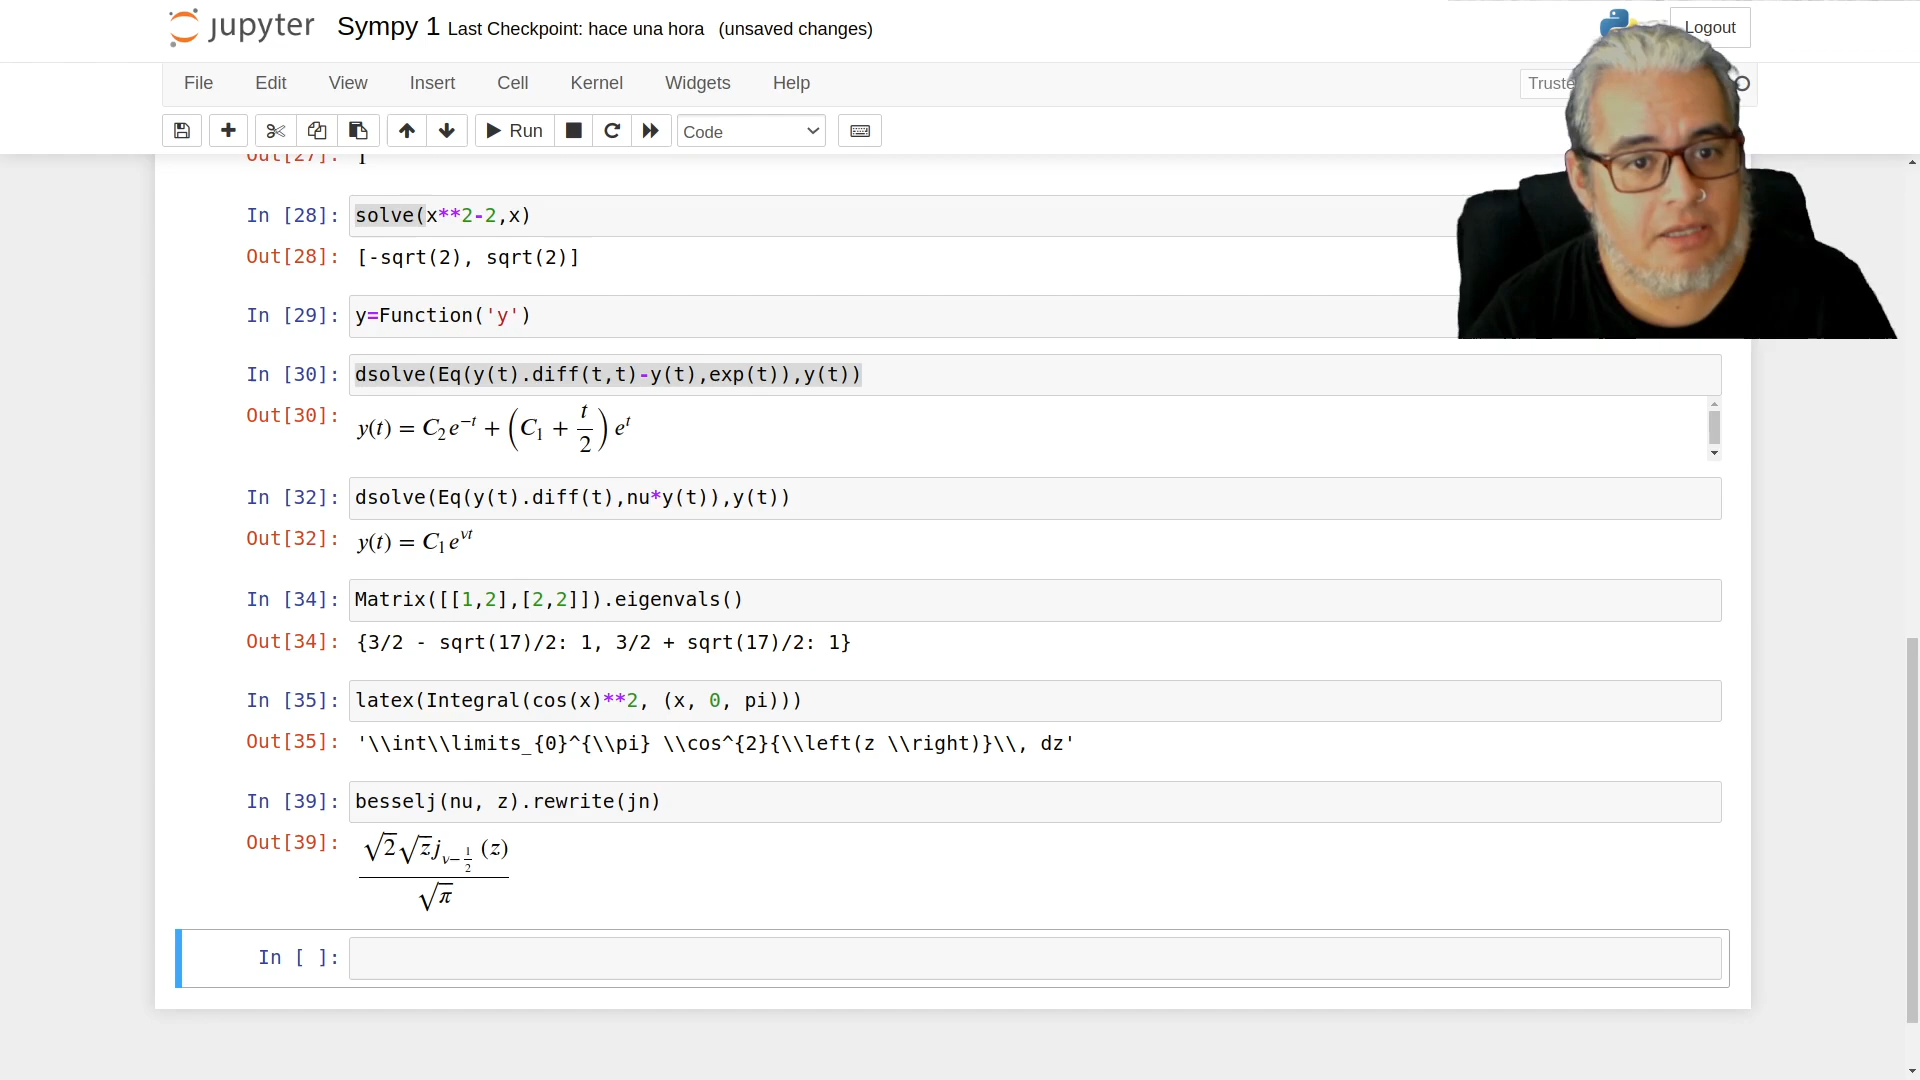 jupyter Sympy 1 Last Checkpoint: hace una hora (unsaved changes) Logout
File Edit View Insert Cell Kernel Widgets Help Truste
Run Code
Out[27]: 1
In [28]: solve(x**2-2,x)
Out[28]: [-sqrt(2), sqrt(2)]
In [29]: y=Function('y')
In [30]: dsolve(Eq(y(t).diff(t,t)-y(t),exp(t)),y(t))
Out[30]: y(t) = C₂e⁻ᵗ + (C₁ + t/2) eᵗ
In [32]: dsolve(Eq(y(t).diff(t),nu*y(t)),y(t))
Out[32]: y(t) = C₁e^νt
In [34]: Matrix([[1,2],[2,2]]).eigenvals()
Out[34]: {3/2 - sqrt(17)/2: 1, 3/2 + sqrt(17)/2: 1}
In [35]: latex(Integral(cos(x)**2, (x, 0, pi)))
Out[35]: '\\int\\limits_{0}^{\\pi} \\cos^{2}{\\left(z \\right)}\\, dz'
In [39]: besselj(nu, z).rewrite(jn)
Out[39]: √2√z j_ν−1/2 (z)
√π
In [ ]: